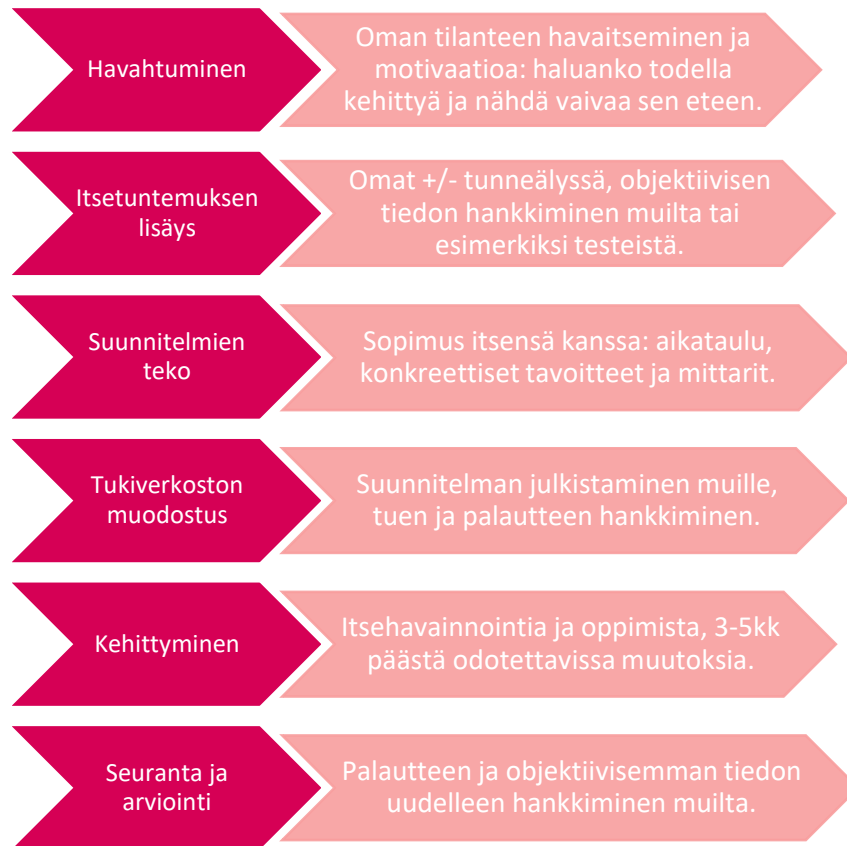 Havahtuminen
Oman tilanteen havaitseminen ja
motivaatioa: haluanko todella
kehittyä ja nähdä vaivaa sen eteen.
Itsetuntemuksen
lisäys
Omat +/- tunneälyssä, objektiivisen
tiedon hankkiminen muilta tai
esimerkiksi testeistä.
Suunnitelmien
teko
Sopimus itsensä kanssa: aikataulu,
konkreettiset tavoitteet ja mittarit.
Tukiverkoston
muodostus
Suunnitelman julkistaminen muille,
tuen ja palautteen hankkiminen.
Kehittyminen
Itsehavainnointia ja oppimista, 3-5kk
päästä odotettavissa muutoksia.
Seuranta ja
arviointi
Palautteen ja objektiivisemman tiedon
uudelleen hankkiminen muilta.